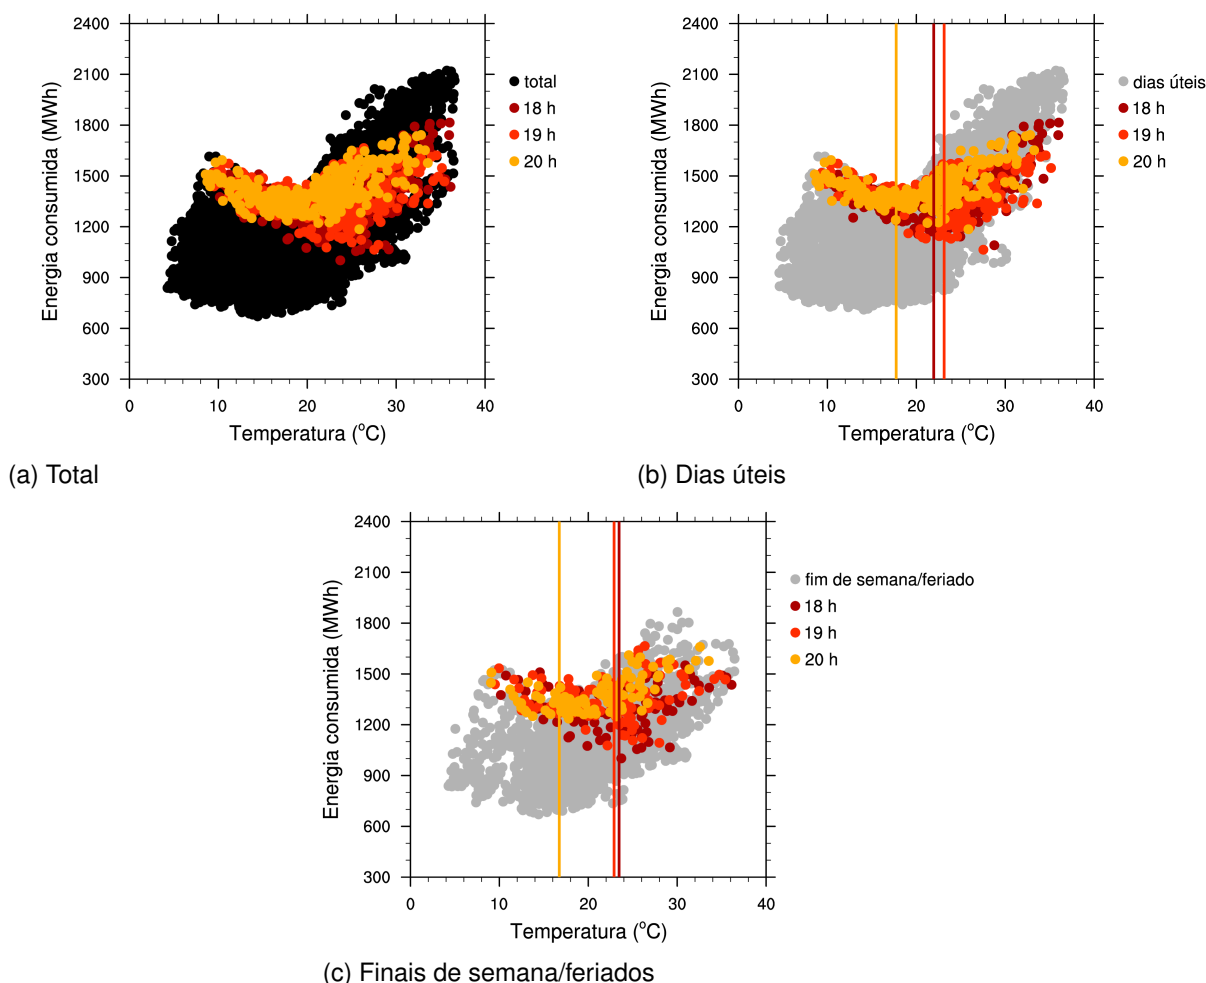 2400
2100
1800
1500
1200
900
600
300
0
10
20
30
40
Energia consumida (MWh)
Temperatura (°C)
total
18 h
19 h
20 h
(a) Total
2400
2100
1800
1500
1200
900
600
300
0
10
20
30
40
Energia consumida (MWh)
Temperatura (°C)
dias úteis
18 h
19 h
20 h
(b) Dias úteis
2400
2100
1800
1500
1200
900
600
300
0
10
20
30
40
Energia consumida (MWh)
Temperatura (°C)
fim de semana/feriado
18 h
19 h
20 h
(c) Finais de semana/feriados